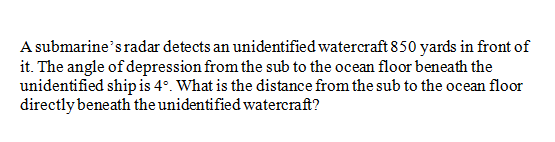 A submarine's radar detects an unidentified watercraft 850 yards in front of
it. The angle of depression from the sub to the ocean floor beneath the
unidentified ship is 4°. What is the distance from the sub to the ocean floor
directly beneath the unidentified watercraft?